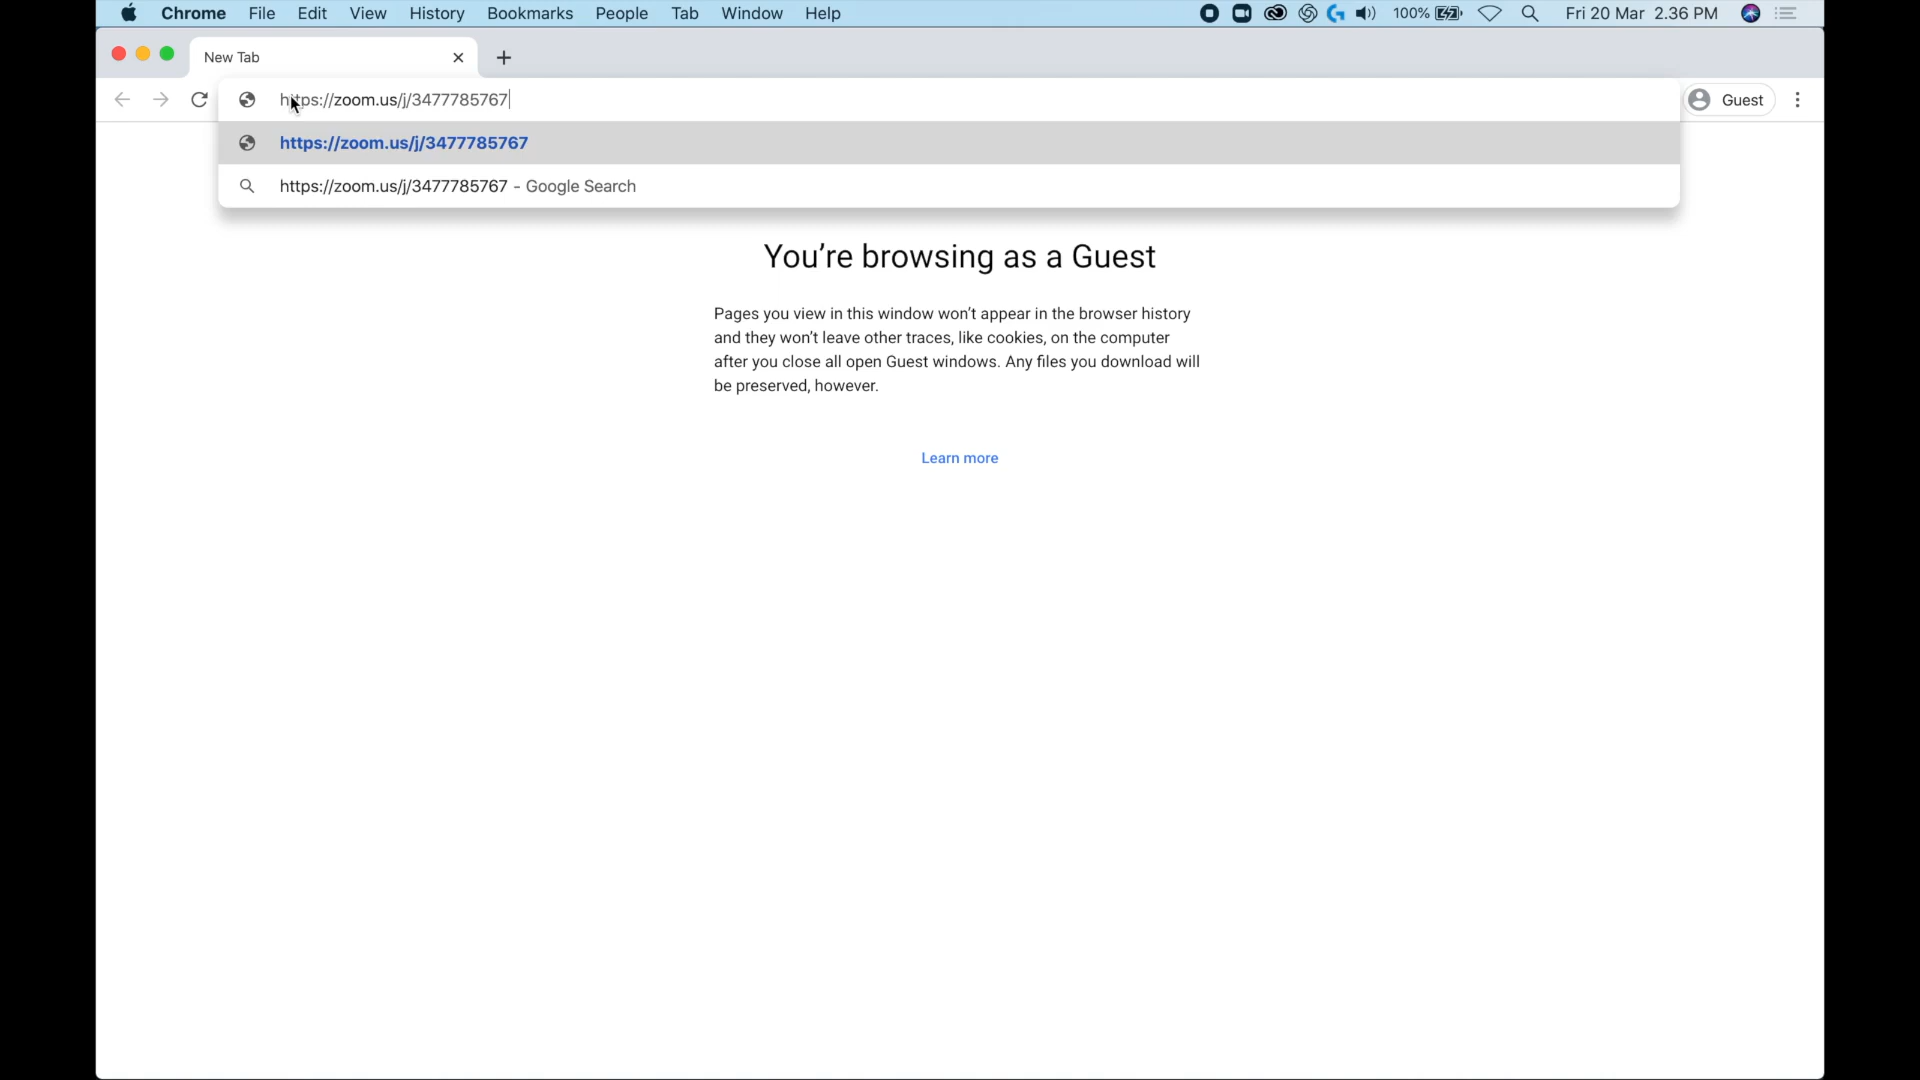 Chrome File Edit View History Bookmarks People Tab Window Help 100% Fri 20 Mar 2.36 PM
New Tab
https://zoom.us/j/3477785767 Guest
https://zoom.us/j/3477785767
https://zoom.us/j/3477785767 - Google Search
You're browsing as a Guest
Pages you view in this window won't appear in the browser history
and they won't leave other traces, like cookies, on the computer
after you close all open Guest windows. Any files you download will
be preserved, however.
Learn more